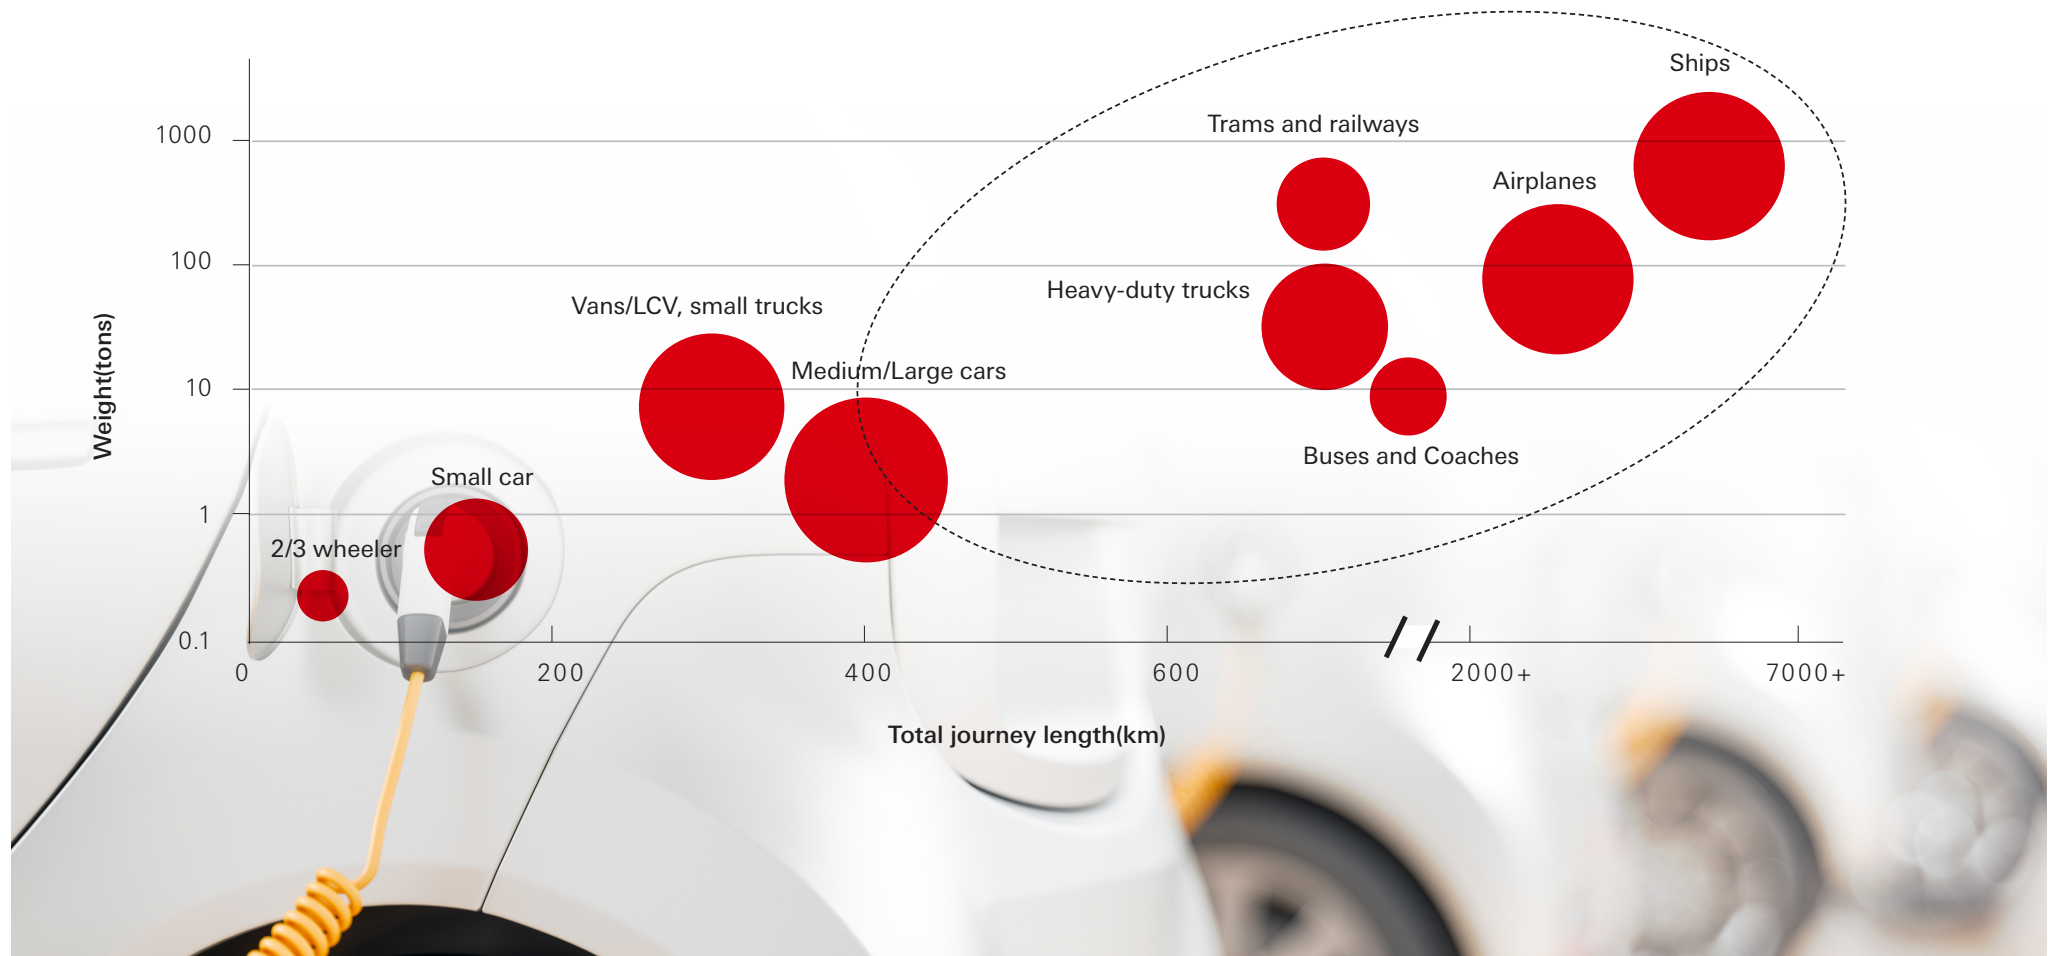 Ships
Trams and railways
1000
Airplanes
100
Heavy-duty trucks
Vans/LCV, small trucks
Medium/Large cars
10
Weight(tons)
Buses and Coaches
Small car
1
2/3 wheeler
0.1
0 200 400 600 2000+ 7000+
Total journey length(km)